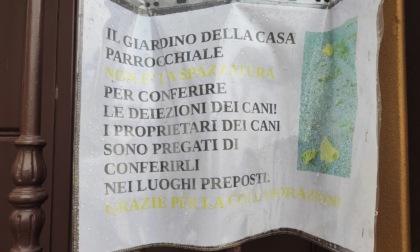 IL GIARDINO DELLA CASA
PARROCCHIALE
NON È LA SPAZZATURA
PER CONFERIRE
LE DEIEZIONI DEI CANI!
I PROPRIETARI DEI CANI
SONO PREGATI DI
CONFERIRLI
NEI LUOGHI PREPOSTI.
GRAZIE PER LA COLLABORAZIONE